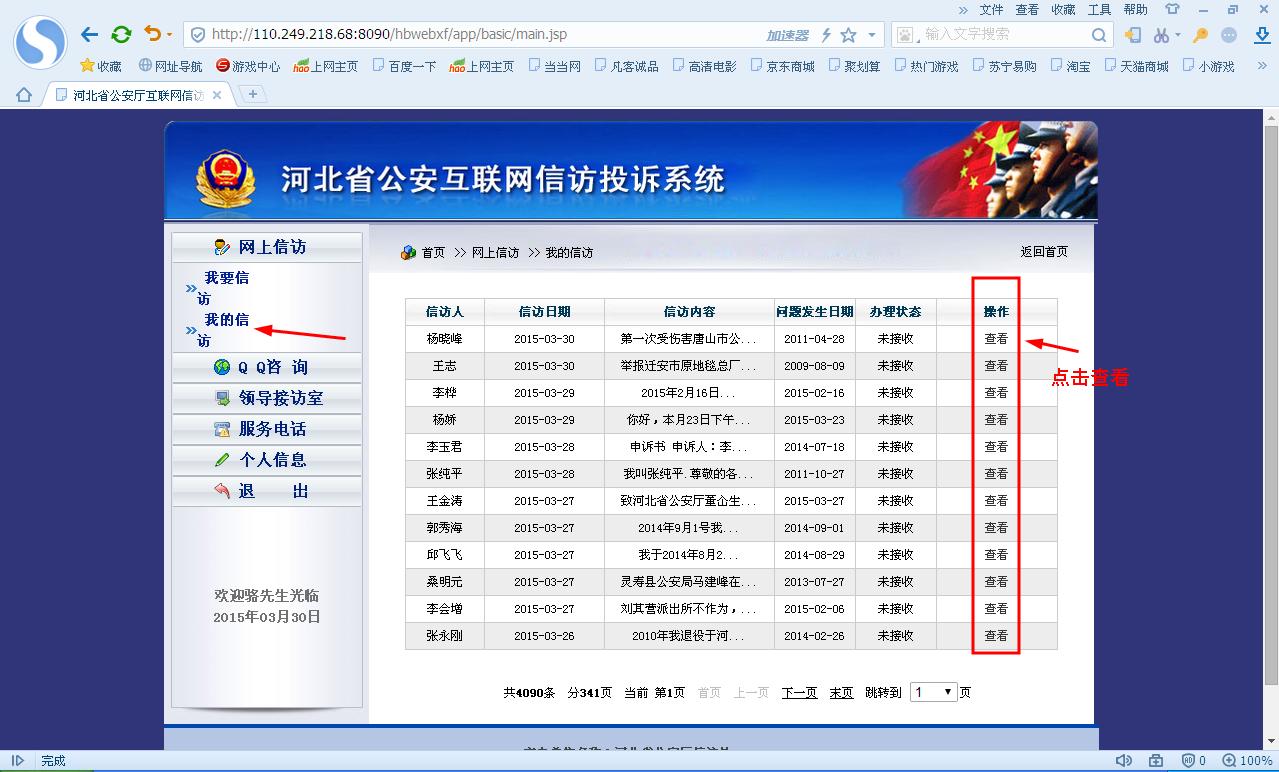 » 文件 查看 收藏 工具 帮助
http://110.249.218.68:8090/hbwebxf/app/basic/main.jsp 加速器 输入文字搜索
收藏 网址导航 游戏中心 hao上网主页 百度一下 hao上网主页 当当网 凡客诚品 高清电影 京东商城 聚划算 热门游戏 苏宁易购 淘宝 天猫商城 小游戏 »
河北省公安厅互联网信访
河北省公安互联网信访投诉系统
网上信访
我要信
访
我的信
访
Q Q咨 询
领导接访室
服务电话
个人信息
退 出
欢迎骆先生光临
2015年03月30日
首页 >> 网上信访 >> 我的信访 返回首页
信访人 信访日期 信访内容 问题发生日期 办理状态 操作
杨晓峰 2015-03-30 第一次受伤害唐山市公... 2011-04-28 未接收 查看
王志 2015-03-30 举报迁安市原地毯总厂... 2009-08-09 未接收 查看
李桦 2015-03-29 2015年2月16日... 2015-02-16 未接收 查看
杨娇 2015-03-29 你好，本月23日下午... 2015-03-23 未接收 查看
李玉君 2015-03-28 申诉书 申诉人：李... 2014-07-18 未接收 查看
张纯平 2015-03-28 我叫张纯平 尊敬的各... 2011-10-27 未接收 查看
王金涛 2015-03-27 致河北省公安厅董仚生... 2015-03-27 未接收 查看
郭秀海 2015-03-27 2014年9月1号我... 2014-09-01 未接收 查看
邱飞飞 2015-03-27 我于2014年8月2... 2014-08-29 未接收 查看
桑明元 2015-03-27 灵寿县公安局马建峰在... 2013-07-27 未接收 查看
李会增 2015-03-27 刘其营派出所不作为，... 2015-02-06 未接收 查看
张永刚 2015-03-26 2010年我退役于河... 2014-02-26 未接收 查看
点击查看
共4090条 分341页 当前 第1页 首页 上一页 下一页 末页 跳转到 1 页
完成 0 100%